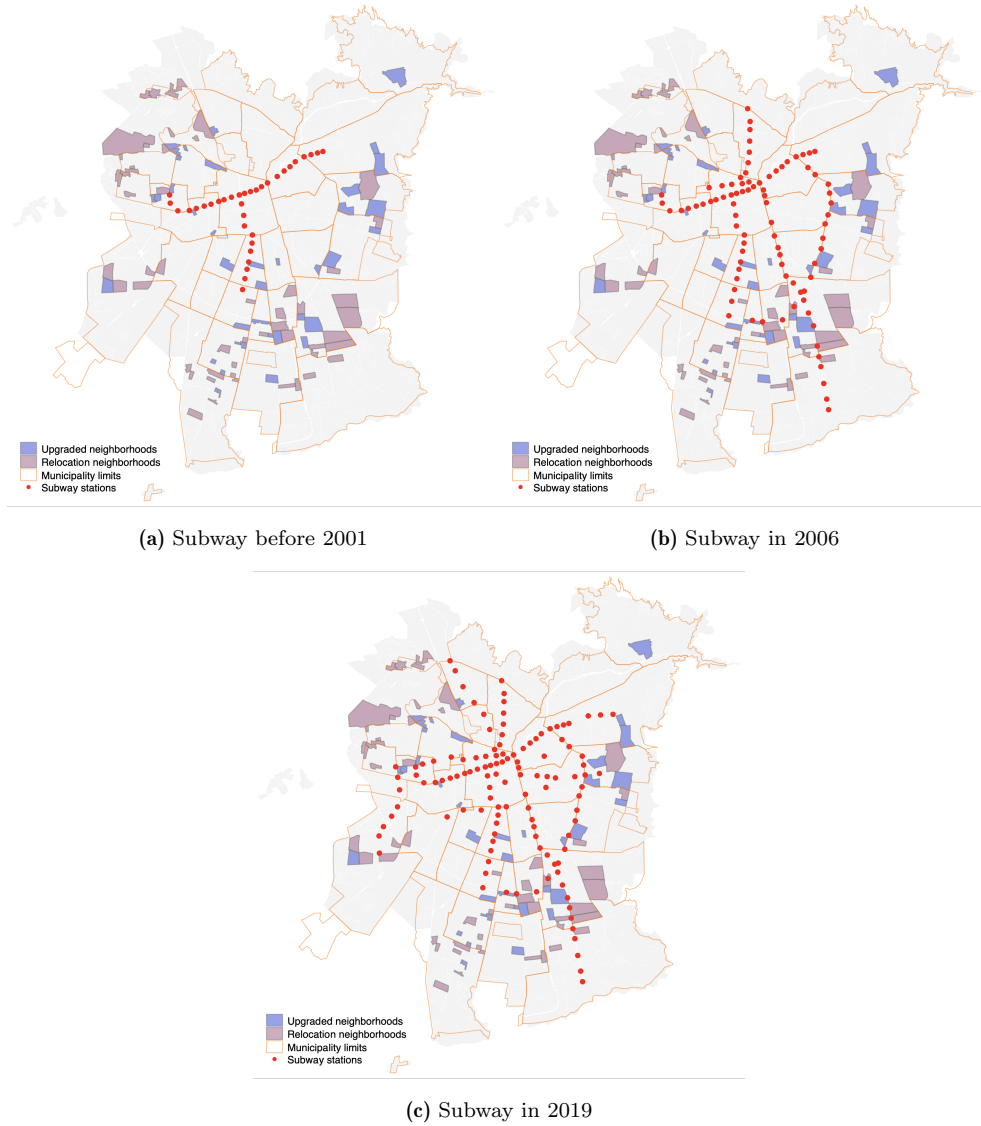 Upgraded neighborhoods
Relocation neighborhoods
Municipality limits
Subway stations
(a) Subway before 2001
Upgraded neighborhoods
Relocation neighborhoods
Municipality limits
Subway stations
(b) Subway in 2006
Upgraded neighborhoods
Relocation neighborhoods
Municipality limits
Subway stations
(c) Subway in 2019